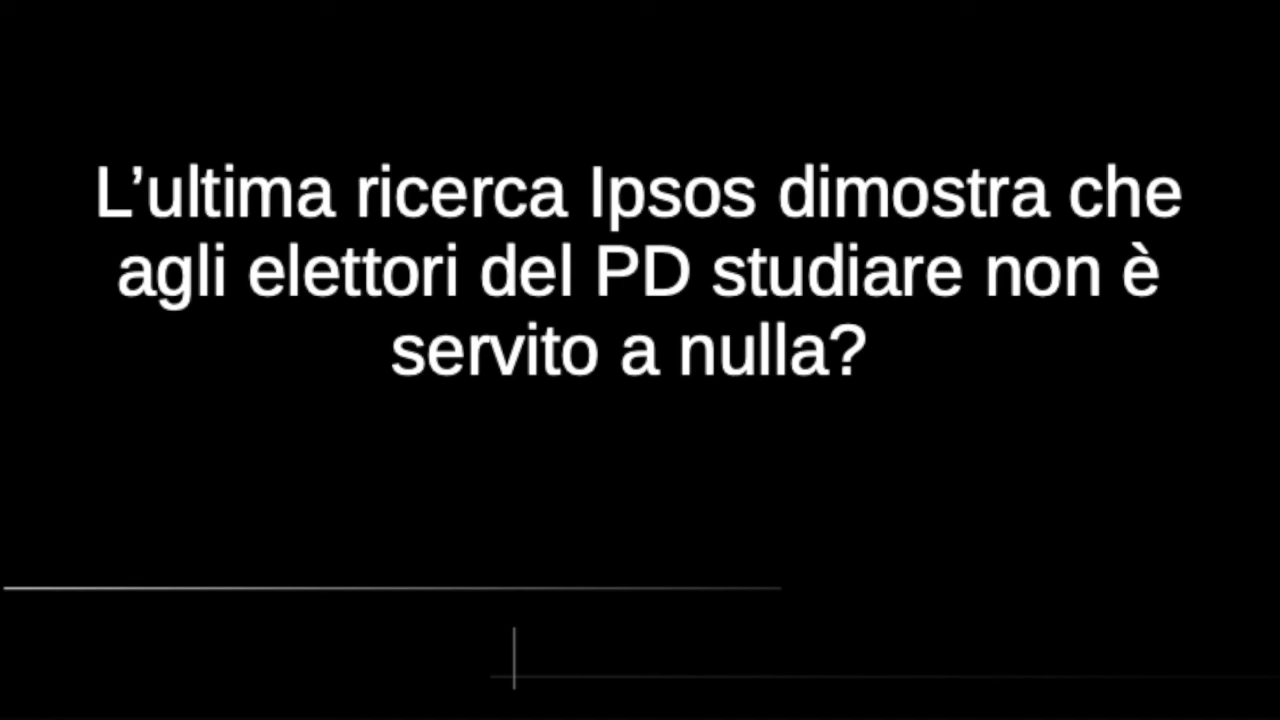 L’ultima ricerca Ipsos dimostra che
agli elettori del PD studiare non è
servito a nulla?